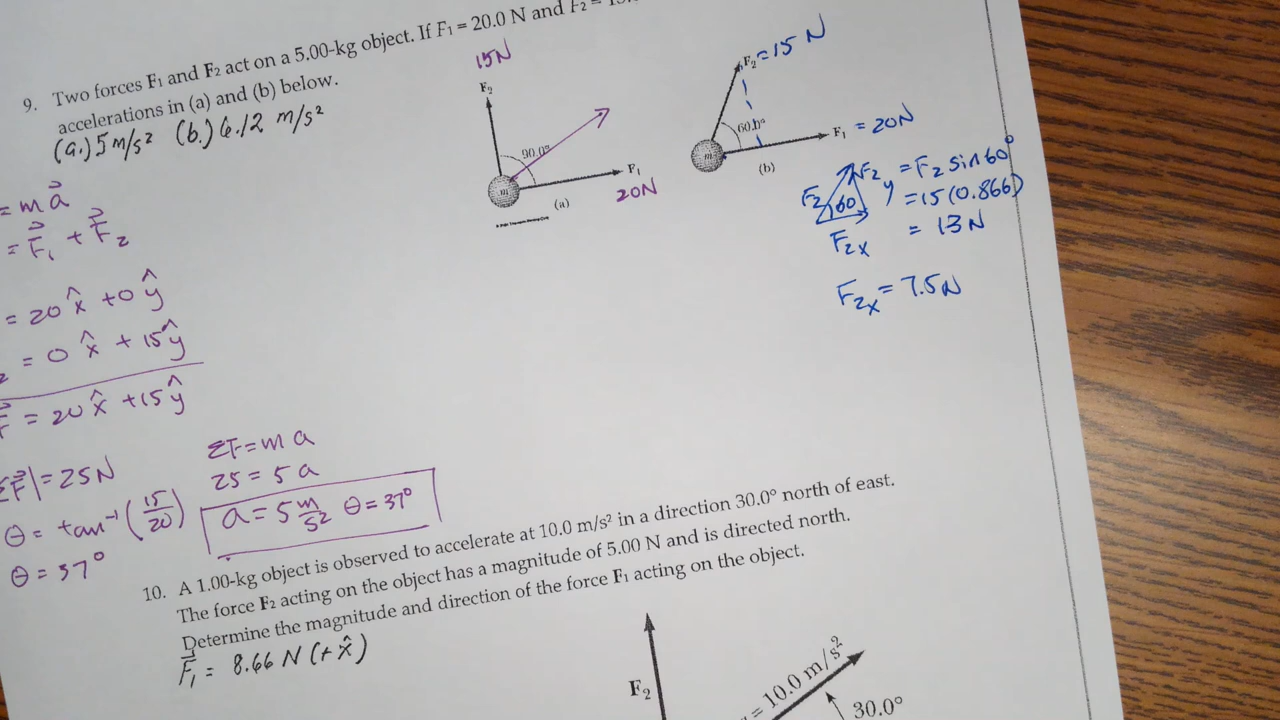 9. Two forces F1 and F2 act on a 5.00-kg object. If F1 = 20.0 N and F2 =
accelerations in (a) and (b) below.
(a.) 5 m/s² (b.) 6.12 m/s²
15N
F2
90.0°
m
F1
20N
(a)
F2 = 15 N
60.0°
m
F1 = 20N
(b)
F2
60
F2x
F2y = F2 sin 60°
= 15 (0.866)
= 13 N
F2x = 7.5 N
= m a⃗
= F⃗1 + F⃗2
= 20 x̂ + 0 ŷ
2 = 0 x̂ + 15 ŷ
F⃗ = 20 x̂ + 15 ŷ
|ΣF⃗| = 25 N
θ = tan⁻¹ (15/20)
θ = 37°
ΣF = m a
25 = 5 a
a = 5 m/s² θ = 37°
10. A 1.00-kg object is observed to accelerate at 10.0 m/s² in a direction 30.0° north of east.
The force F2 acting on the object has a magnitude of 5.00 N and is directed north.
Determine the magnitude and direction of the force F1 acting on the object.
F⃗1 = 8.66 N (+x̂)
F2
= 10.0 m/s²
30.0°